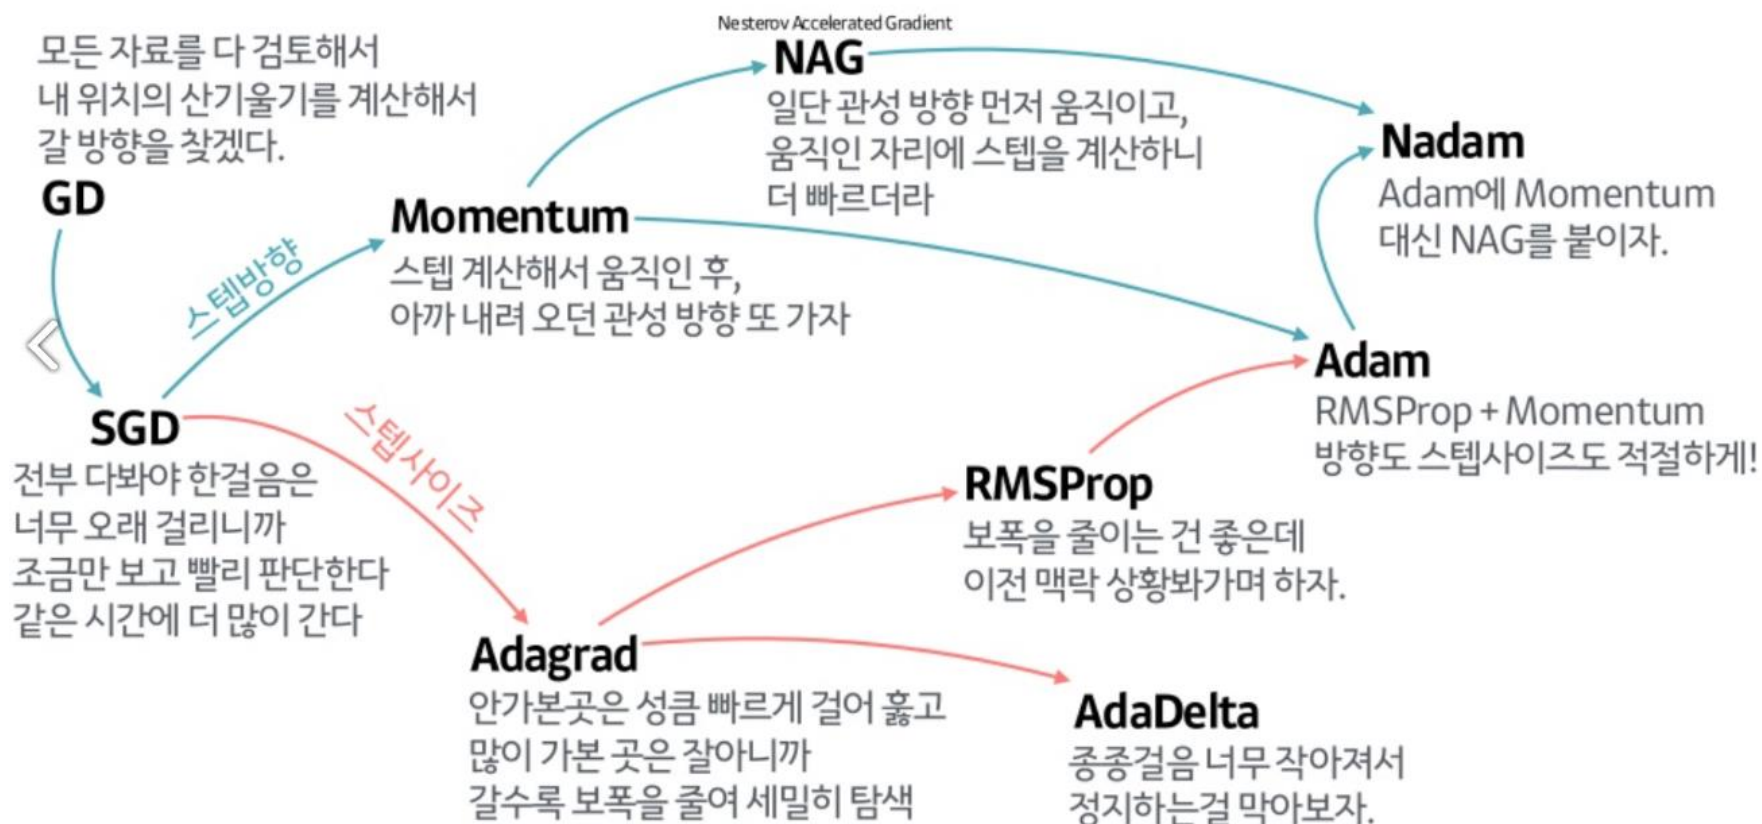 모든 자료를 다 검토해서
내 위치의 산기울기를 계산해서
갈 방향을 찾겠다.
GD
스텝방향
SGD
전부 다봐야 한걸음은
너무 오래 걸리니까
조금만 보고 빨리 판단한다
같은 시간에 더 많이 간다
Momentum
스텝 계산해서 움직인 후,
아까 내려 오던 관성 방향 또 가자
Nesterov Accelerated Gradient
NAG
일단 관성 방향 먼저 움직이고,
움직인 자리에 스텝을 계산하니
더 빠르더라
Nadam
Adam에 Momentum
대신 NAG를 붙이자.
Adam
RMSProp + Momentum
방향도 스텝사이즈도 적절하게!
스텝사이즈
RMSProp
보폭을 줄이는 건 좋은데
이전 맥락 상황봐가며 하자.
Adagrad
안가본곳은 성큼 빠르게 걸어 훓고
많이 가본 곳은 잘아니까
갈수록 보폭을 줄여 세밀히 탐색
AdaDelta
종종걸음 너무 작아져서
정지하는걸 막아보자.